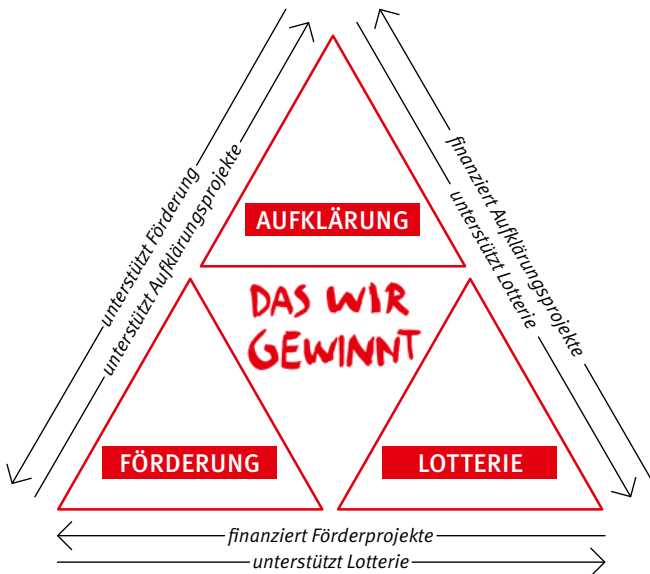 unterstützt Förderung
unterstützt Aufklärungsprojekte
finanziert Aufklärungsprojekte
unterstützt Lotterie
AUFKLÄRUNG
DAS WIR
GEWINNT
FÖRDERUNG
LOTTERIE
finanziert Förderprojekte
unterstützt Lotterie